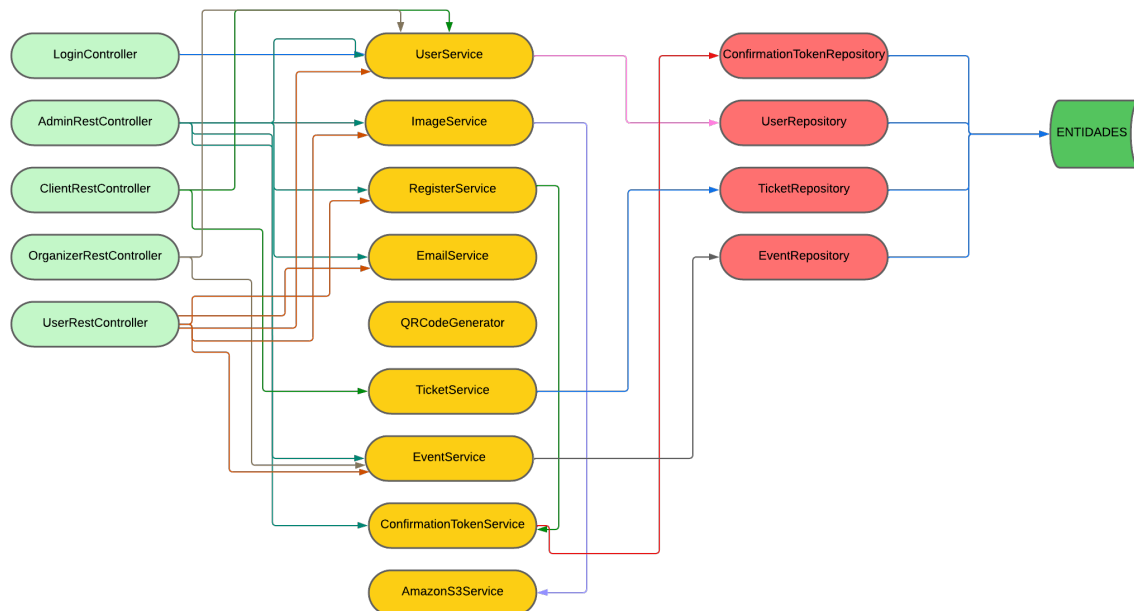 LoginController
AdminRestController
ClientRestController
OrganizerRestController
UserRestController
UserService
ImageService
RegisterService
EmailService
QRCodeGenerator
TicketService
EventService
ConfirmationTokenService
AmazonS3Service
ConfirmationTokenRepository
UserRepository
TicketRepository
EventRepository
ENTIDADES